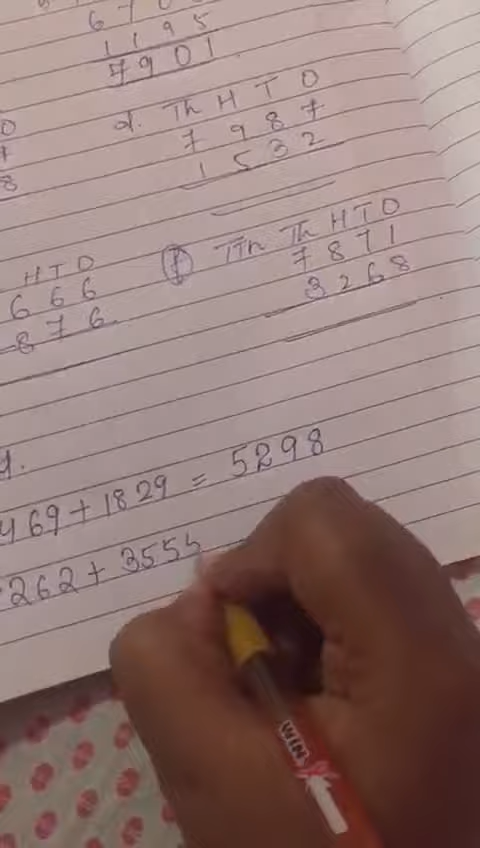 1 1 9 5
7 9 0 1
d. Th H T O
7 9 8 7
1 5 3 2
H T O
6 6 6
8 7 6
f TTh Th H T O
7 8 7 1
3 2 6 8
d.
469 + 1829 = 5298
262 + 3555
WIN